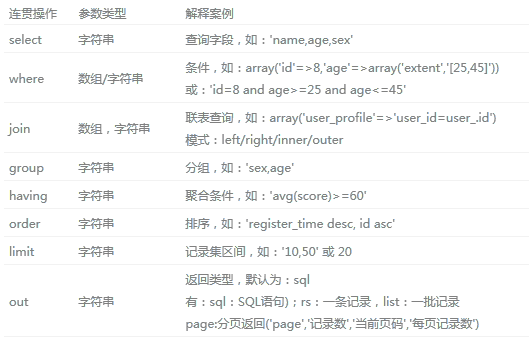 连贯操作 参数类型 解释案例
select 字符串 查询字段，如：'name,age,sex'
where 数组/字符串 条件，如：array('id'=>8,'age'=>array('extent','[25,45]'))
或：'id=8 and age>=25 and age<=45'
join 数组，字符串 联表查询，如：array('user_profile'=>'user_id=user_.id')
模式：left/right/inner/outer
group 字符串 分组，如：'sex,age'
having 字符串 聚合条件，如：'avg(score)>=60'
order 字符串 排序，如：'register_time desc, id asc'
limit 字符串 记录集区间，如：'10,50' 或 20
返回类型，默认为：sql
out 字符串 有：sql：SQL语句)；rs：一条记录，list：一批记录
page:分页返回('page','记录数','当前页码','每页记录数')